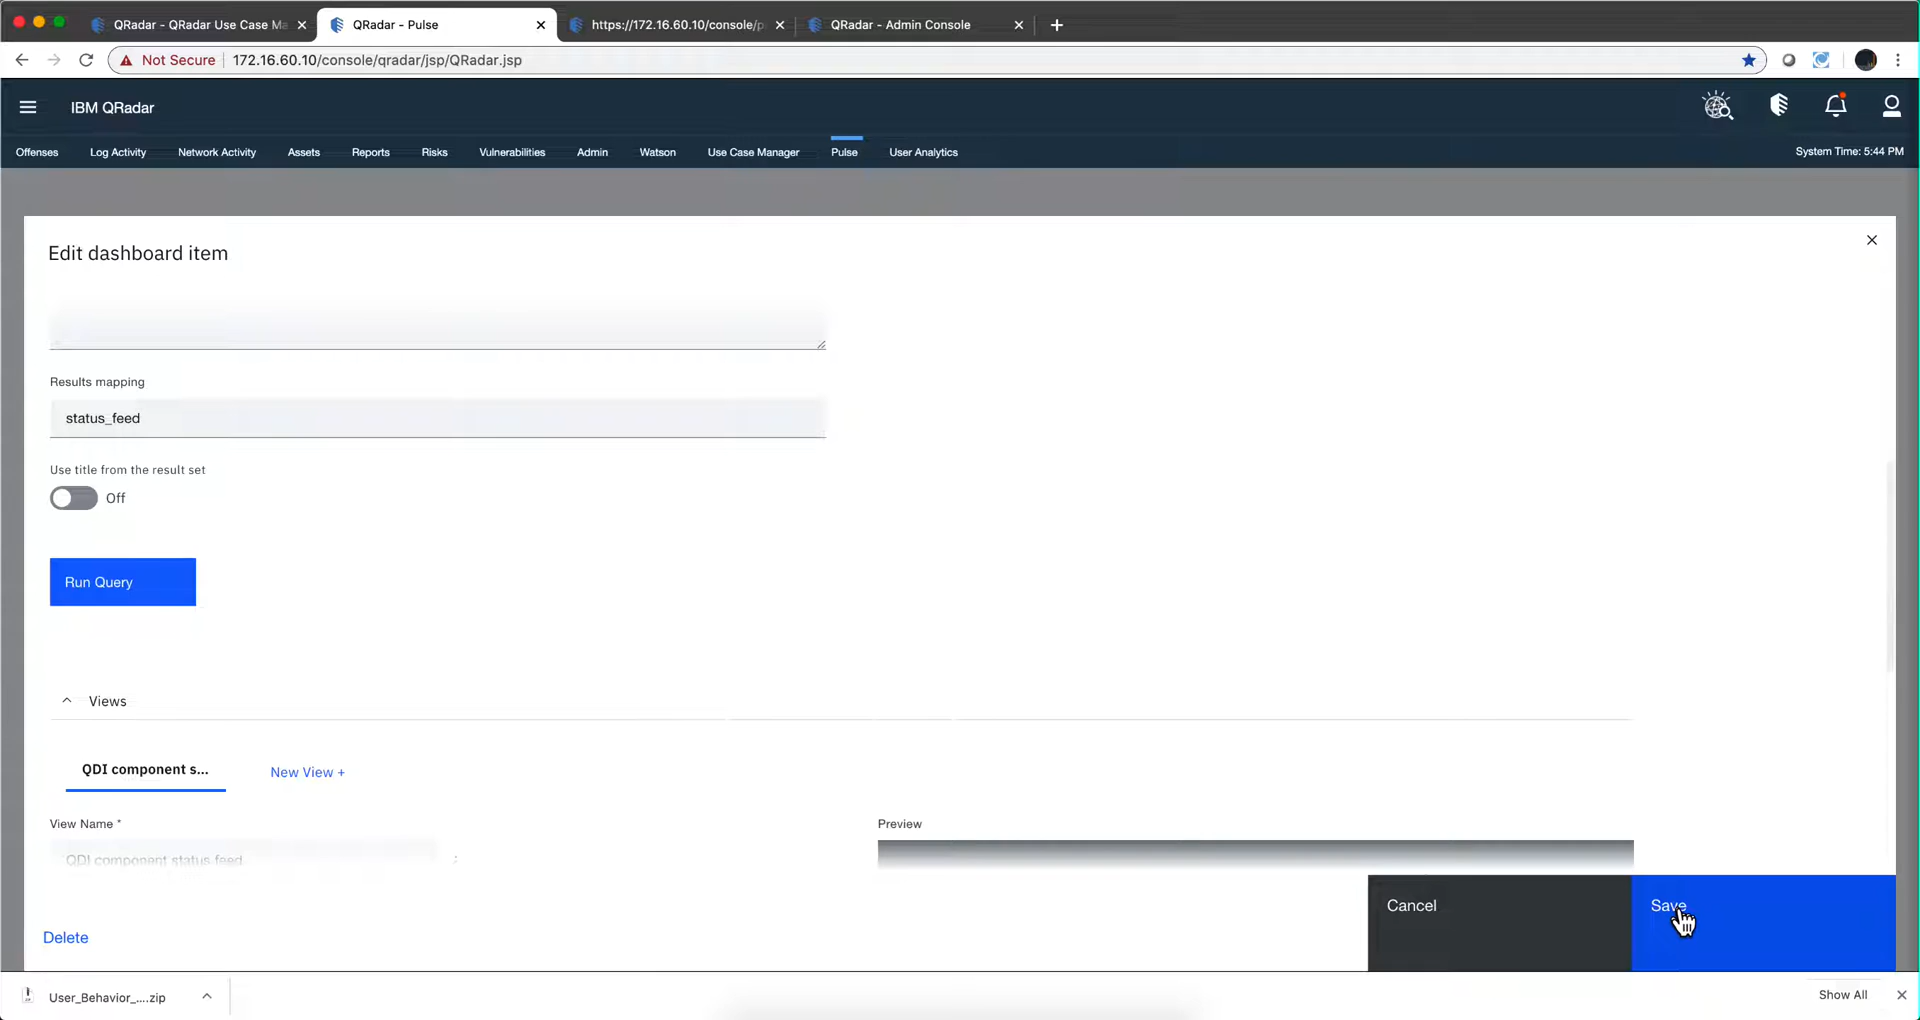 QRadar - QRadar Use Case Ma
QRadar - Pulse
https://172.16.60.10/console/p
QRadar - Admin Console
Not Secure
172.16.60.10/console/qradar/jsp/QRadar.jsp
IBM QRadar
Offenses
Log Activity
Network Activity
Assets
Reports
Risks
Vulnerabilities
Admin
Watson
Use Case Manager
Pulse
User Analytics
System Time: 5:44 PM
Edit dashboard item
Results mapping
status_feed
Use title from the result set
Off
Run Query
Views
QDI component s...
New View +
View Name *
Preview
QDI component status feed
Cancel
Save
Delete
User_Behavior_....zip
Show All